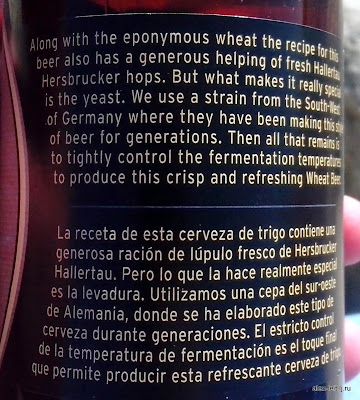 Along with the eponymous wheat the recipe for this
beer also has a generous helping of fresh Hallertau
Hersbrucker hops. But what makes it really special
is the yeast. We use a strain from the South-West
of Germany where they have been making this style
of beer for generations. Then all that remains is
to tightly control the fermentation temperatures
to produce this crisp and refreshing Wheat Beer.
La receta de esta cerveza de trigo contiene una
generosa ración de lúpulo fresco de Hersbrucker
Hallertau. Pero lo que la hace realmente especial
es la levadura. Utilizamos una cepa del sur-oeste
de Alemania, donde se ha elaborado este tipo de
cerveza durante generaciones. El estricto control
de la temperatura de fermentación es el toque final
que permite producir esta refrescante cerveza de trigo